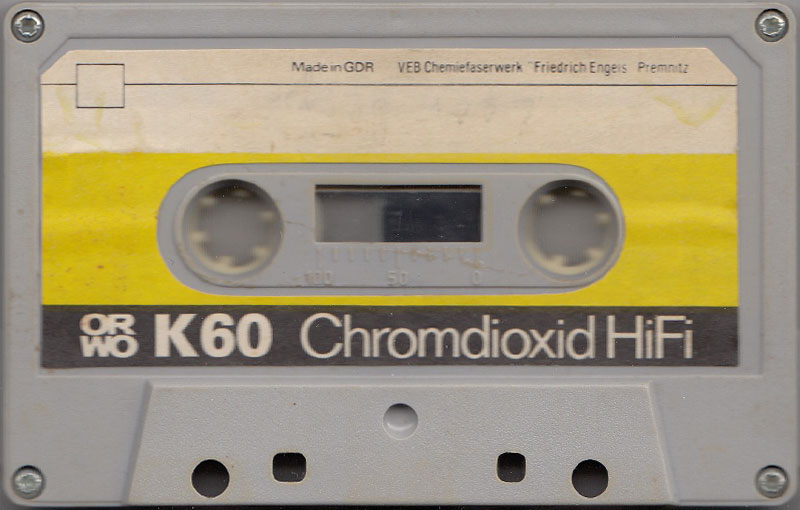 Made in GDR VEB Chemiefaserwerk "Friedrich Engels Premnitz
100 50 0
ORWO K60 Chromdioxid HiFi